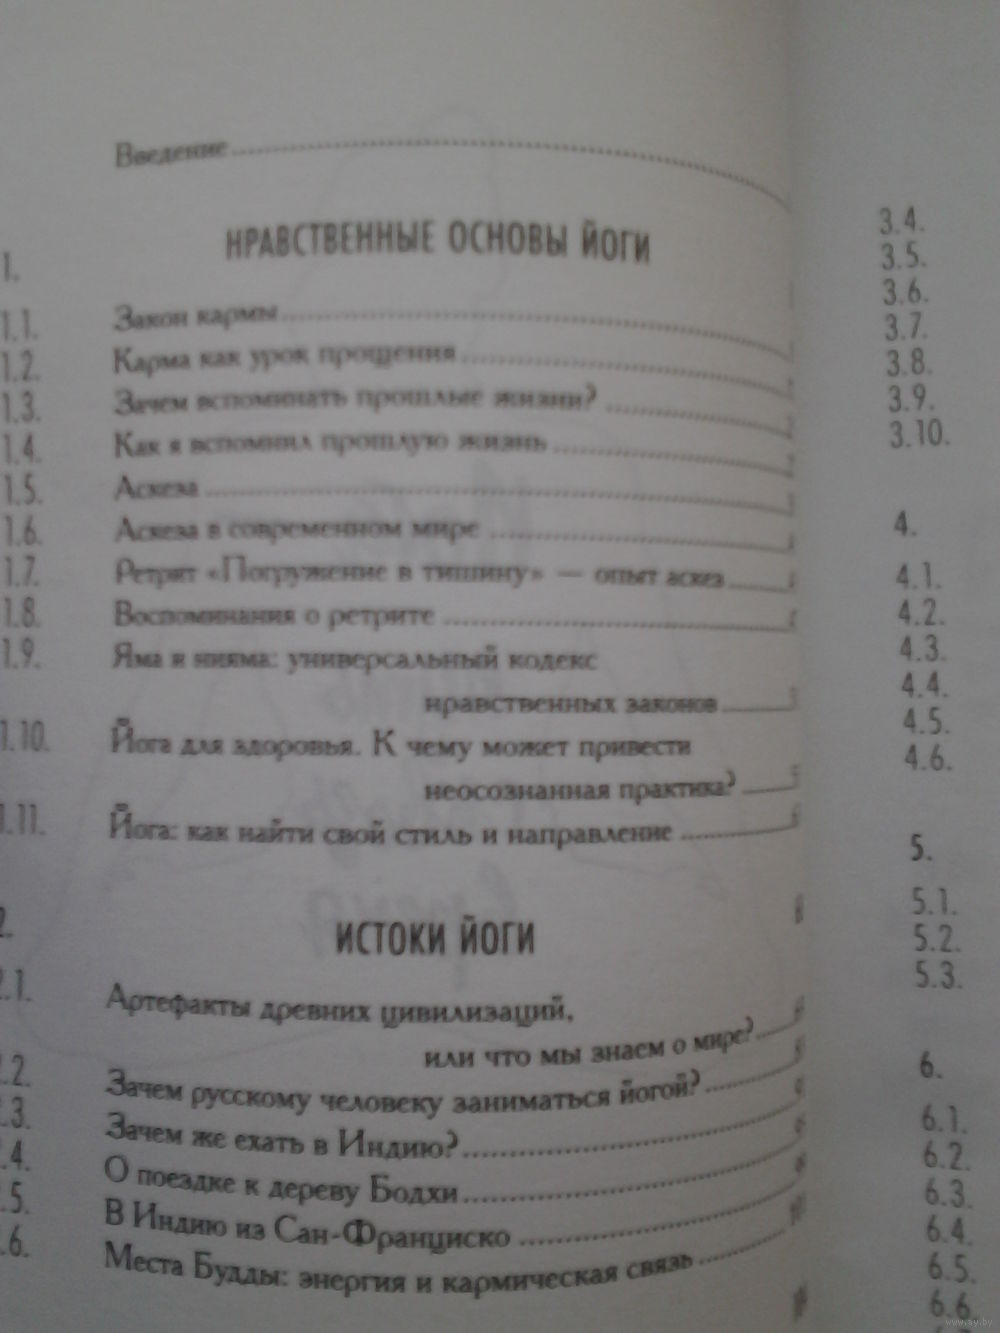 Введение
1. НРАВСТВЕННЫЕ ОСНОВЫ ЙОГИ
1.1. Закон кармы
1.2. Карма как урок прощения
1.3. Зачем вспоминать прошлые жизни?
1.4. Как я вспомнил прошлую жизнь
1.5. Аскеза
1.6. Аскеза в современном мире
1.7. Ретрит «Погружение в тишину» — опыт аскез
1.8. Воспоминания о ретрите
1.9. Яма и нияма: универсальный кодекс
нравственных законов
1.10. Йога для здоровья. К чему может привести
неосознанная практика?
1.11. Йога: как найти свой стиль и направление
2. ИСТОКИ ЙОГИ
2.1. Артефакты древних цивилизаций,
или что мы знаем о мире?
2.2. Зачем русскому человеку заниматься йогой?
.3. Зачем же ехать в Индию?
.4. О поездке к дереву Бодхи
.5. В Индию из Сан-Франциско
.6. Места Будды: энергия и кармическая связь
3.4.
3.5.
3.6.
3.7.
3.8.
3.9.
3.10.
4.
4.1.
4.2.
4.3.
4.4.
4.5.
4.6.
5.
5.1.
5.2.
5.3.
6.
6.1.
6.2.
6.3.
6.4.
6.5.
6.6.
www.ay.by